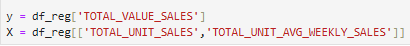 y = df_reg['TOTAL_VALUE_SALES']
X = df_reg[['TOTAL_UNIT_SALES','TOTAL_UNIT_AVG_WEEKLY_SALES']]